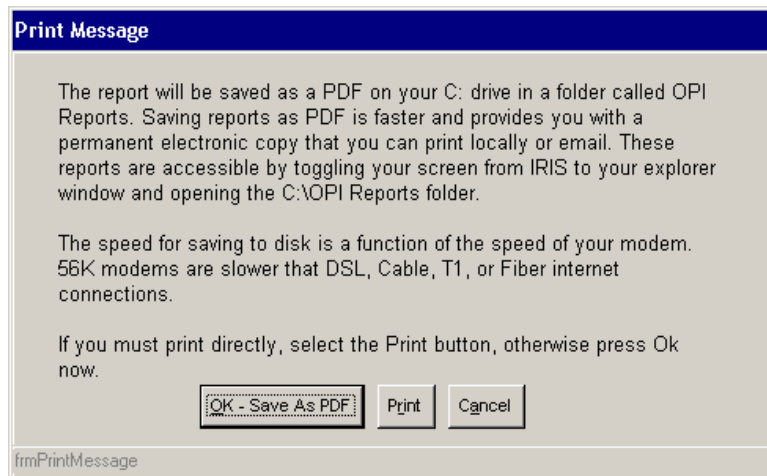 Print Message
The report will be saved as a PDF on your C: drive in a folder called OPI
Reports. Saving reports as PDF is faster and provides you with a
permanent electronic copy that you can print locally or email. These
reports are accessible by toggling your screen from IRIS to your explorer
window and opening the C:\OPI Reports folder.
The speed for saving to disk is a function of the speed of your modem.
56K modems are slower that DSL, Cable, T1, or Fiber internet
connections.
If you must print directly, select the Print button, otherwise press Ok
now.
OK - Save As PDF Print Cancel
frmPrintMessage